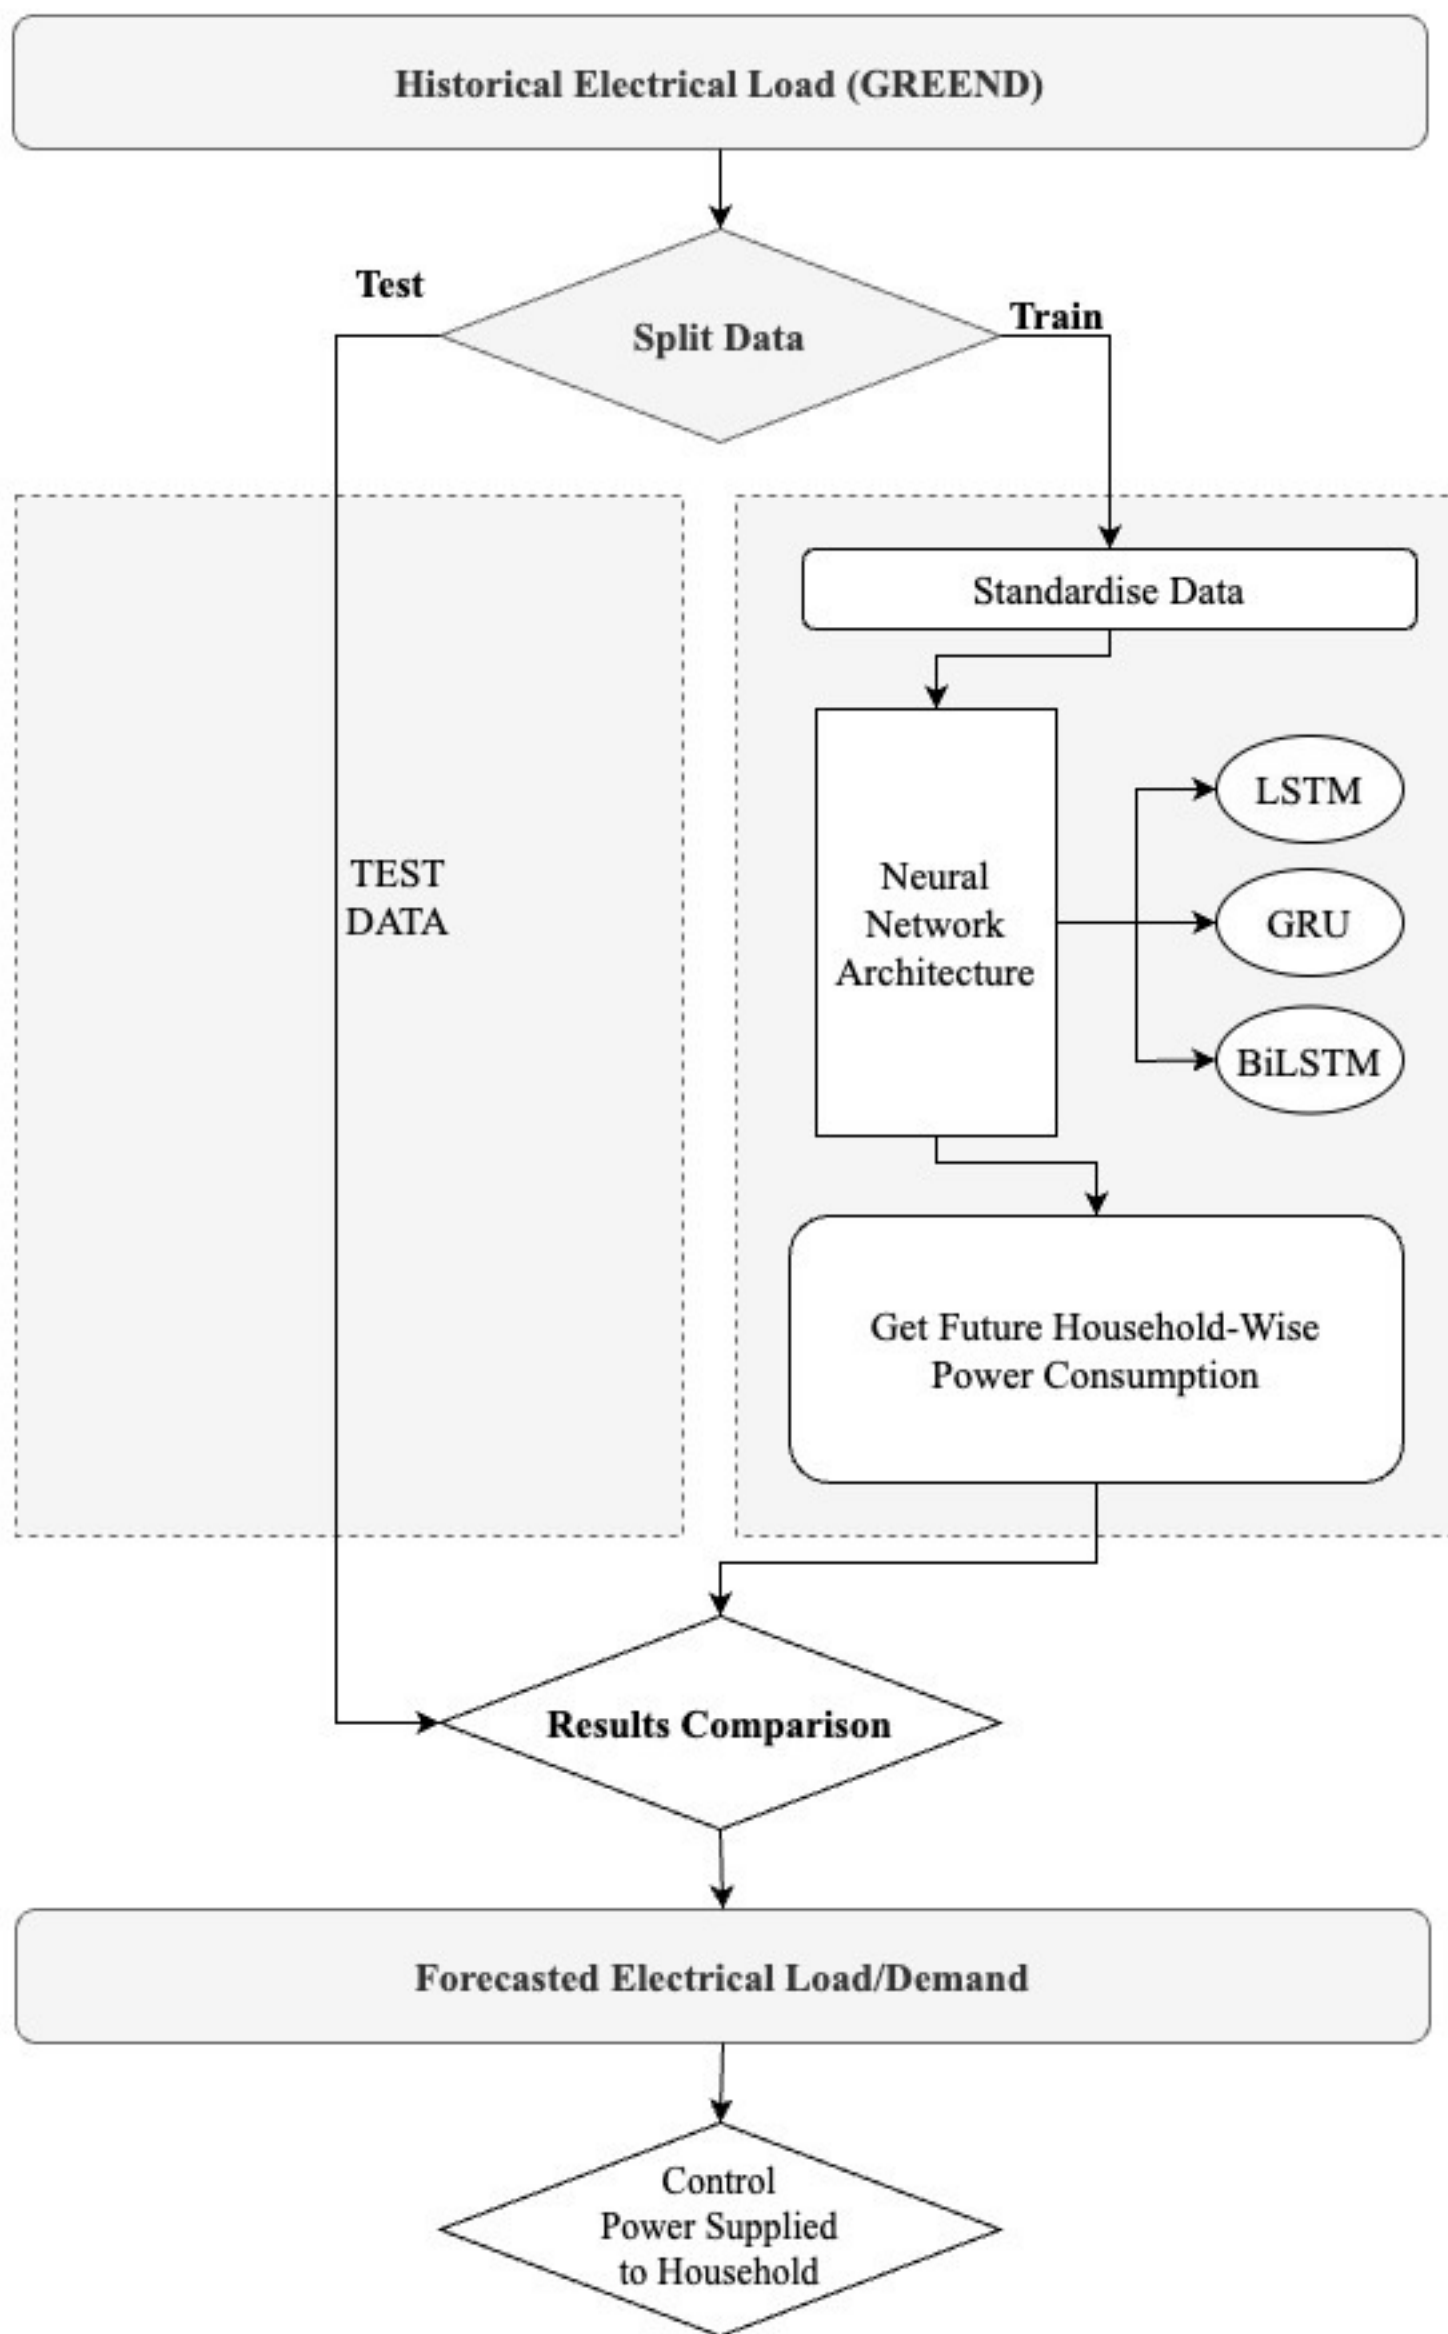 Historical Electrical Load (GREEND)
Test
Train
Split Data
Standardise Data
LSTM
Neural
Network
Architecture
GRU
BiLSTM
TEST
DATA
Get Future Household-Wise
Power Consumption
Results Comparison
Forecasted Electrical Load/Demand
Control
Power Supplied
to Household